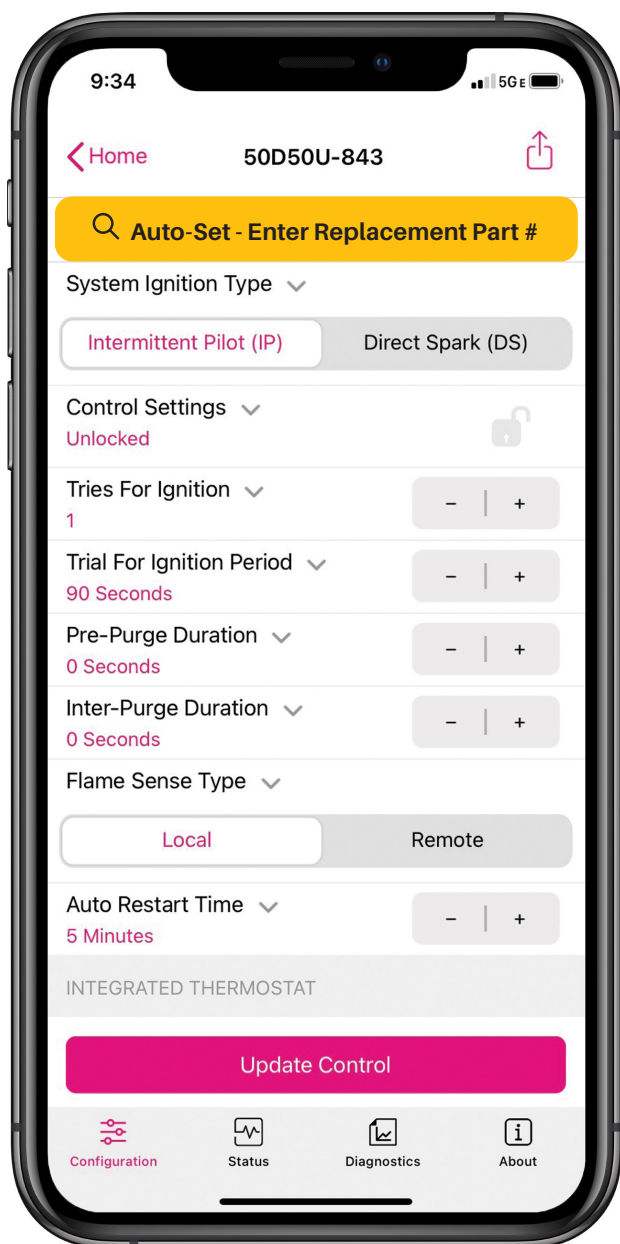 9:34
5GE
Home
50D50U-843
Auto-Set - Enter Replacement Part #
System Ignition Type
Intermittent Pilot (IP)
Direct Spark (DS)
Control Settings
Unlocked
Tries For Ignition
1
- | +
Trial For Ignition Period
90 Seconds
- | +
Pre-Purge Duration
0 Seconds
- | +
Inter-Purge Duration
0 Seconds
- | +
Flame Sense Type
Local
Remote
Auto Restart Time
5 Minutes
- | +
INTEGRATED THERMOSTAT
Update Control
Configuration
Status
Diagnostics
About